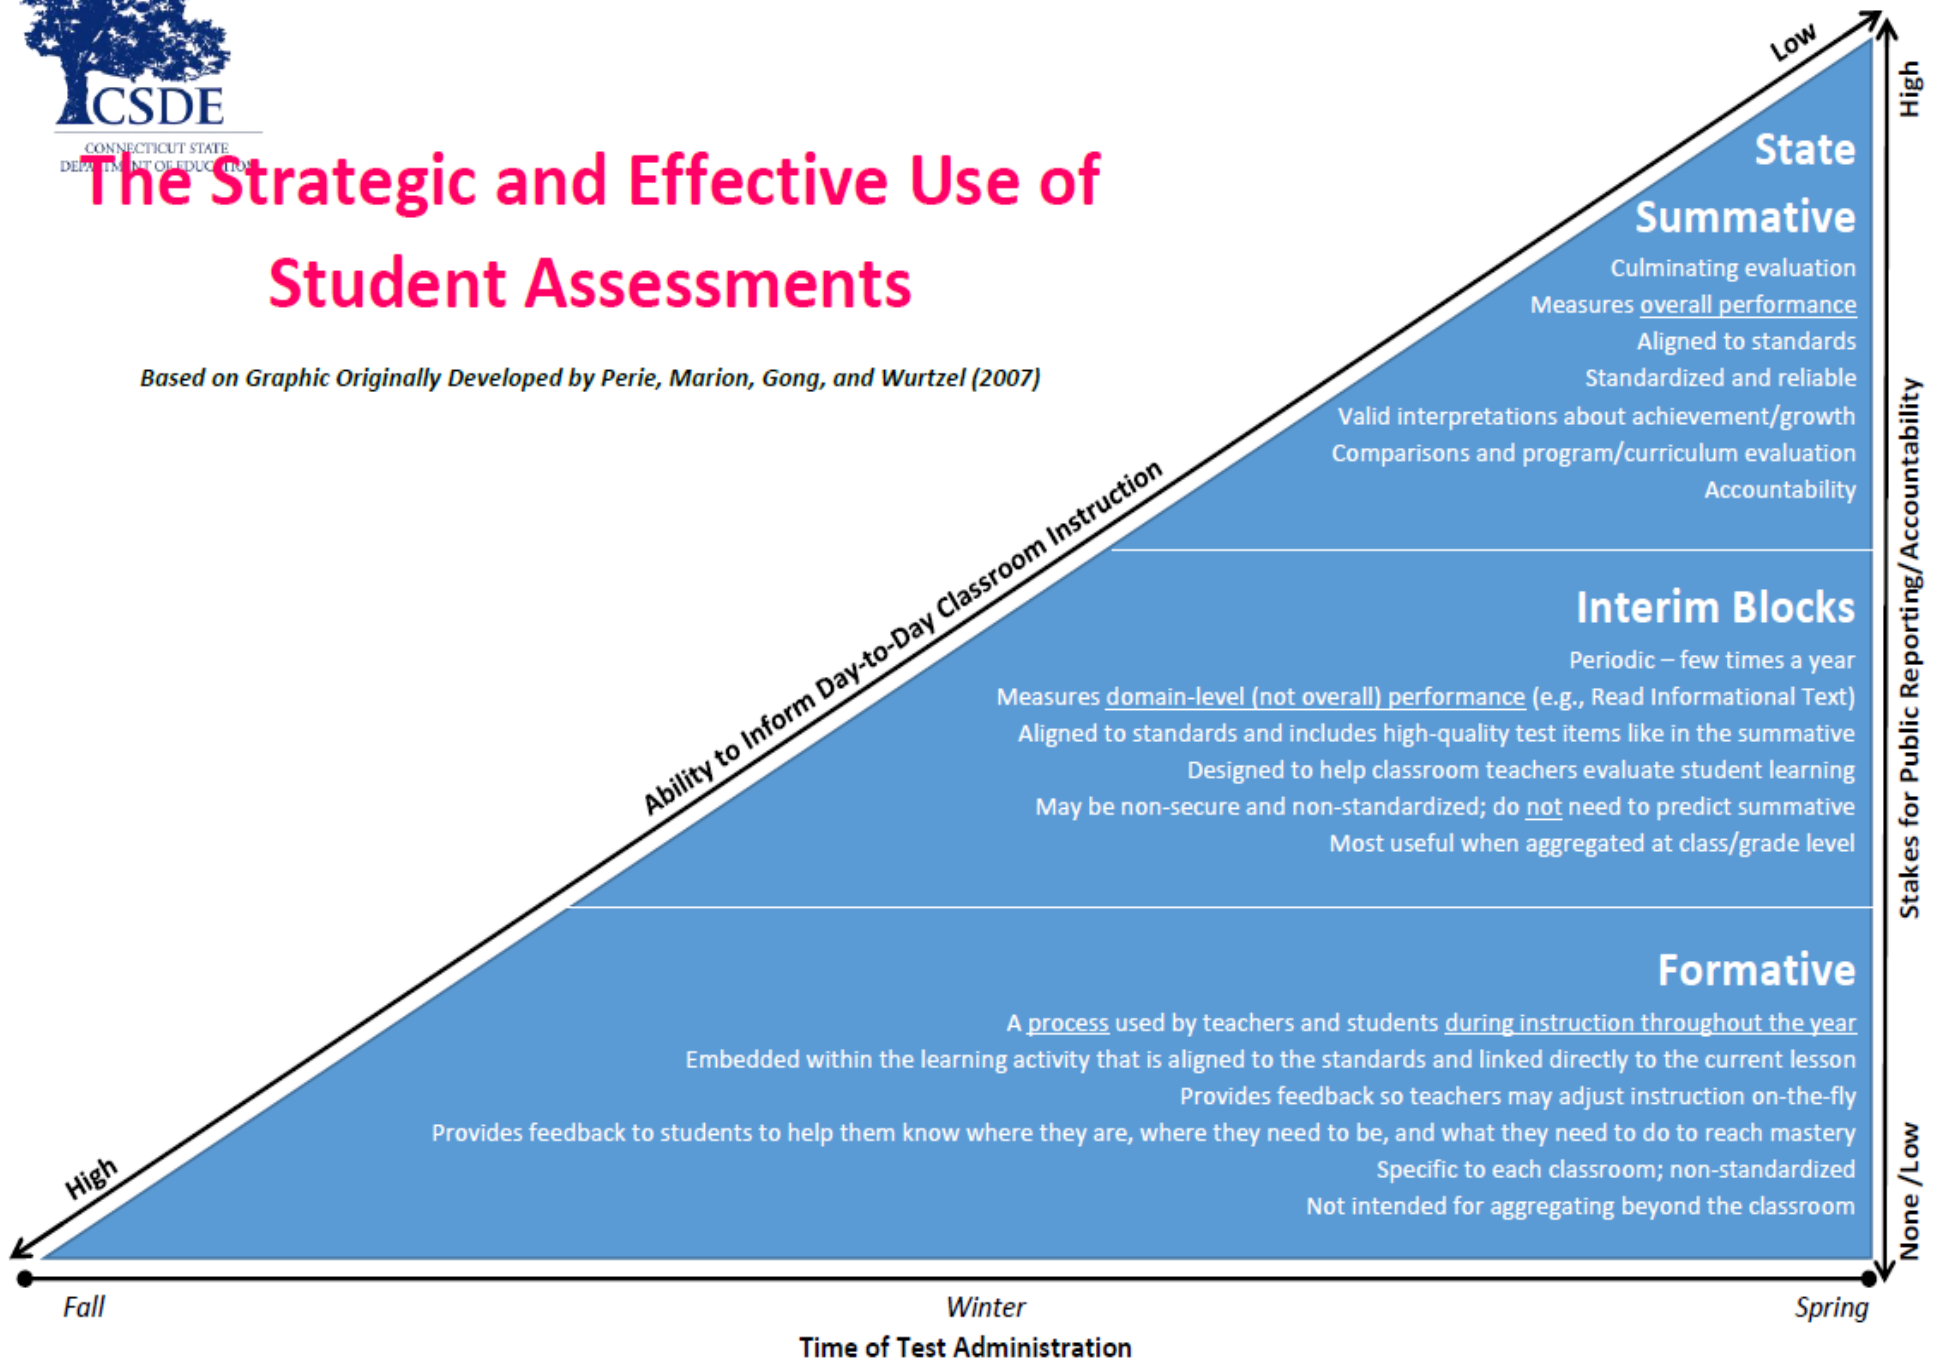 CSDE
CONNECTICUT STATE
DEPARTMENT OF EDUCATION
The Strategic and Effective Use of
Student Assessments
Based on Graphic Originally Developed by Perie, Marion, Gong, and Wurtzel (2007)
Low
Ability to Inform Day-to-Day Classroom Instruction
High
State
Summative
Culminating evaluation
Measures overall performance
Aligned to standards
Standardized and reliable
Valid interpretations about achievement/growth
Comparisons and program/curriculum evaluation
Accountability
Interim Blocks
Periodic – few times a year
Measures domain-level (not overall) performance (e.g., Read Informational Text)
Aligned to standards and includes high-quality test items like in the summative
Designed to help classroom teachers evaluate student learning
May be non-secure and non-standardized; do not need to predict summative
Most useful when aggregated at class/grade level
Formative
A process used by teachers and students during instruction throughout the year
Embedded within the learning activity that is aligned to the standards and linked directly to the current lesson
Provides feedback so teachers may adjust instruction on-the-fly
Provides feedback to students to help them know where they are, where they need to be, and what they need to do to reach mastery
Specific to each classroom; non-standardized
Not intended for aggregating beyond the classroom
High
Stakes for Public Reporting/Accountability
None /Low
Fall
Winter
Spring
Time of Test Administration